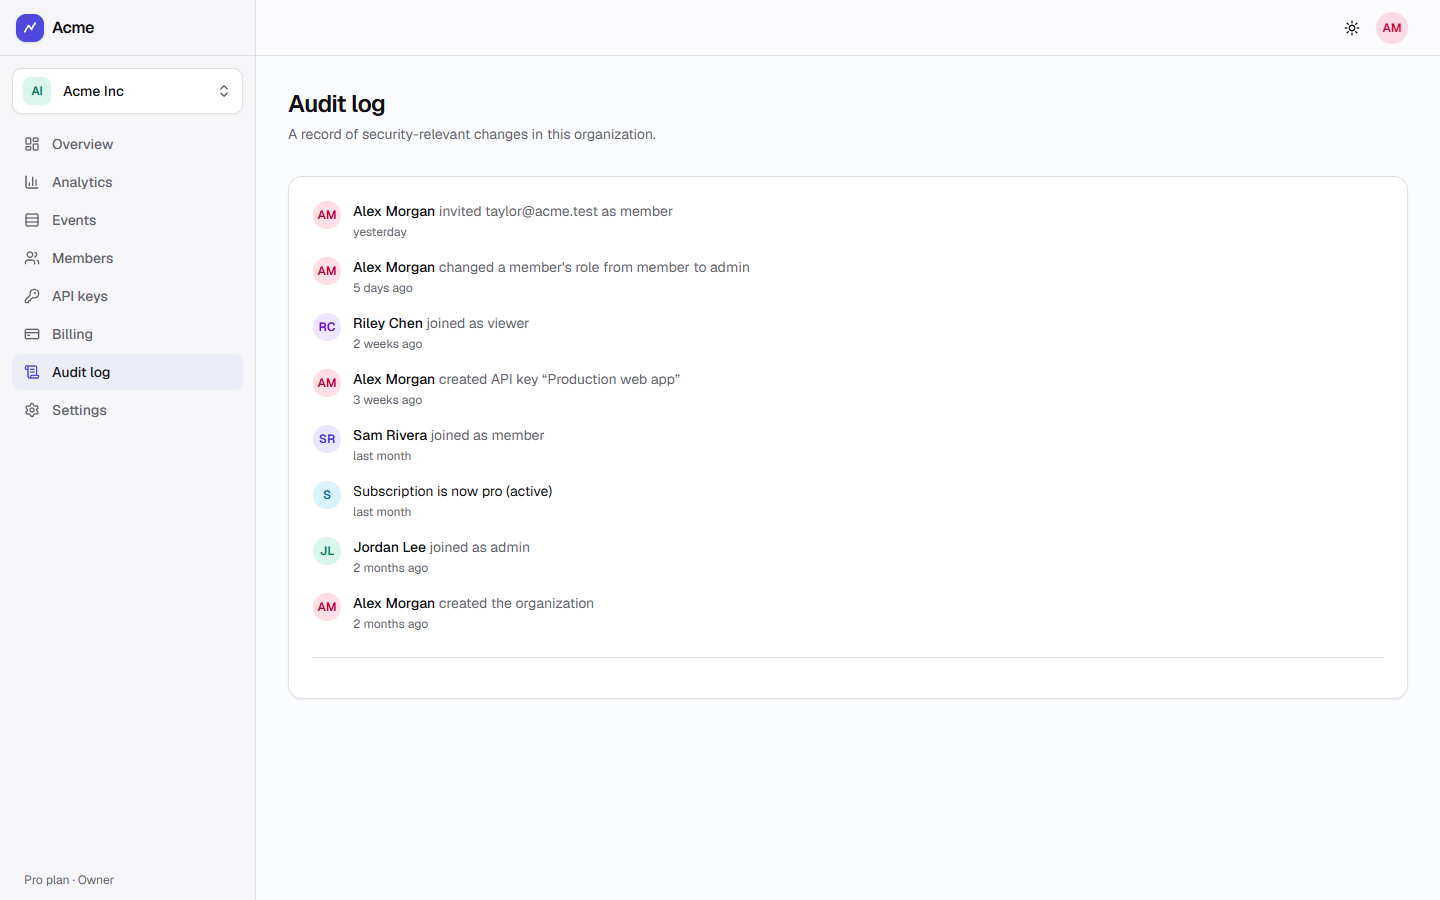 Acme
AM
AI Acme Inc
Overview
Analytics
Events
Members
API keys
Billing
Audit log
Settings
Pro plan · Owner
Audit log
A record of security-relevant changes in this organization.
AM Alex Morgan invited taylor@acme.test as member
yesterday
AM Alex Morgan changed a member's role from member to admin
5 days ago
RC Riley Chen joined as viewer
2 weeks ago
AM Alex Morgan created API key “Production web app”
3 weeks ago
SR Sam Rivera joined as member
last month
S Subscription is now pro (active)
last month
JL Jordan Lee joined as admin
2 months ago
AM Alex Morgan created the organization
2 months ago